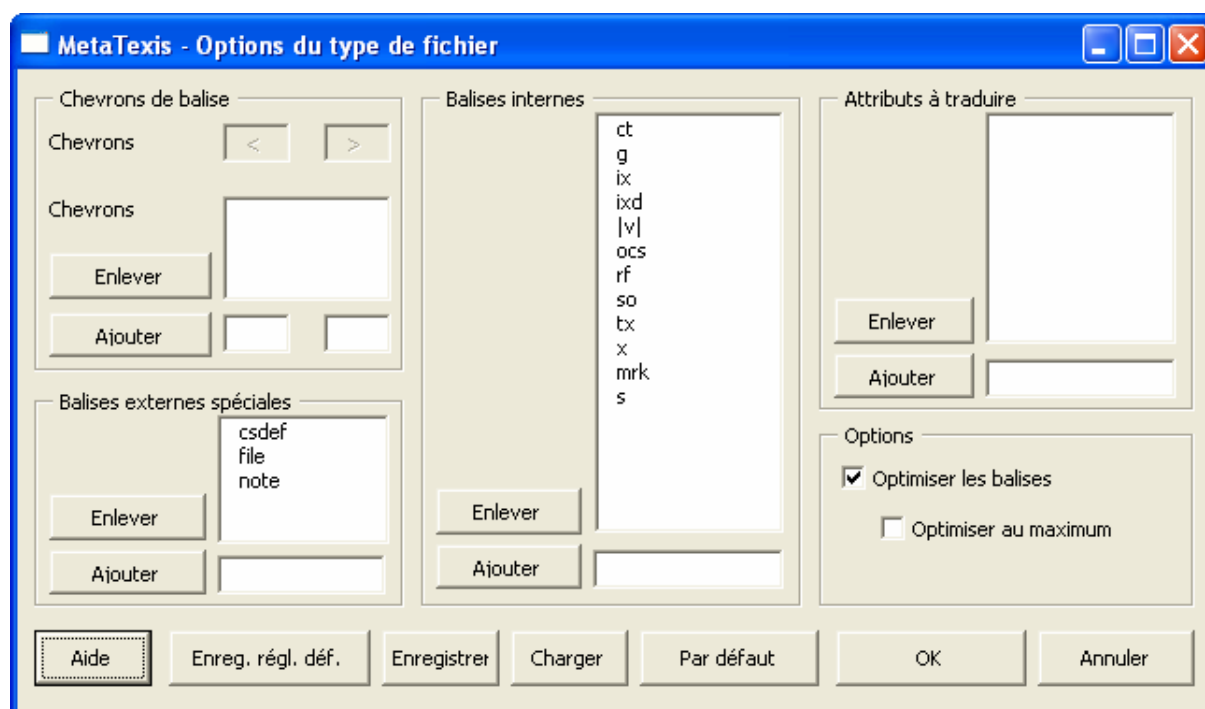 MetaTexis - Options du type de fichier
Chevrons de balise
Chevrons
<
>
Chevrons
Enlever
Ajouter
Balises externes spéciales
csdef
file
note
Enlever
Ajouter
Balises internes
ct
g
ix
ixd
|v|
ocs
rf
so
tx
x
mrk
s
Enlever
Ajouter
Attributs à traduire
Enlever
Ajouter
Options
Optimiser les balises
Optimiser au maximum
Aide
Enreg. régl. déf.
Enregistrer
Charger
Par défaut
OK
Annuler